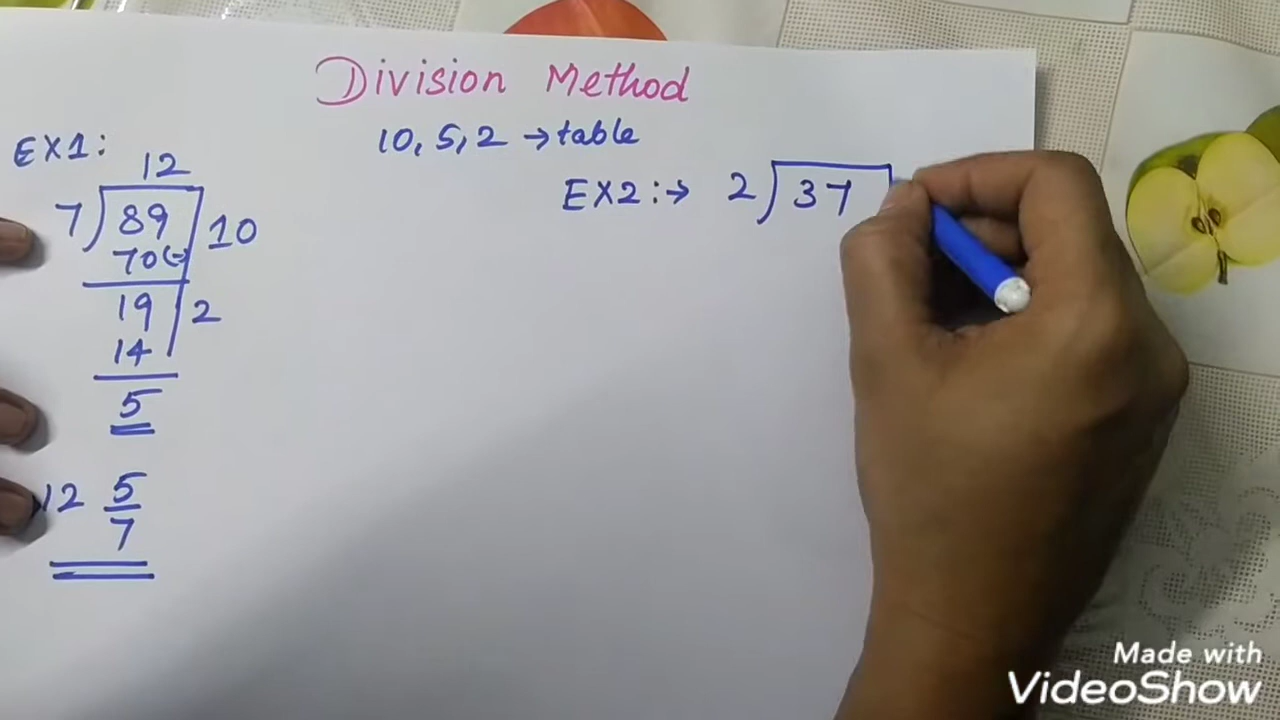 Division Method
10, 5, 2 → table
EX1:
12
7) 89 10
70(-)
19 2
14
5
12 5/7
EX2:→ 2) 37
Made with
VideoShow